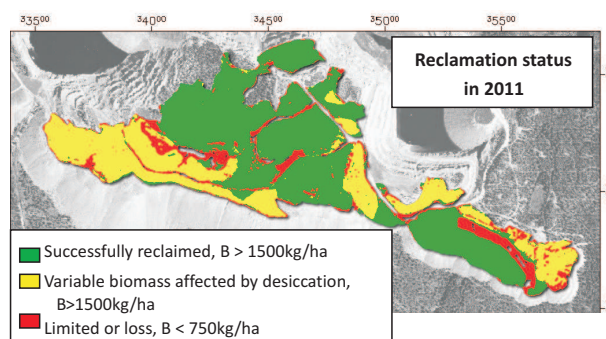 33500 34000 34500 35000 35500
Reclamation status
in 2011
Successfully reclaimed, B > 1500kg/ha
Variable biomass affected by desiccation,
B>1500kg/ha
Limited or loss, B < 750kg/ha